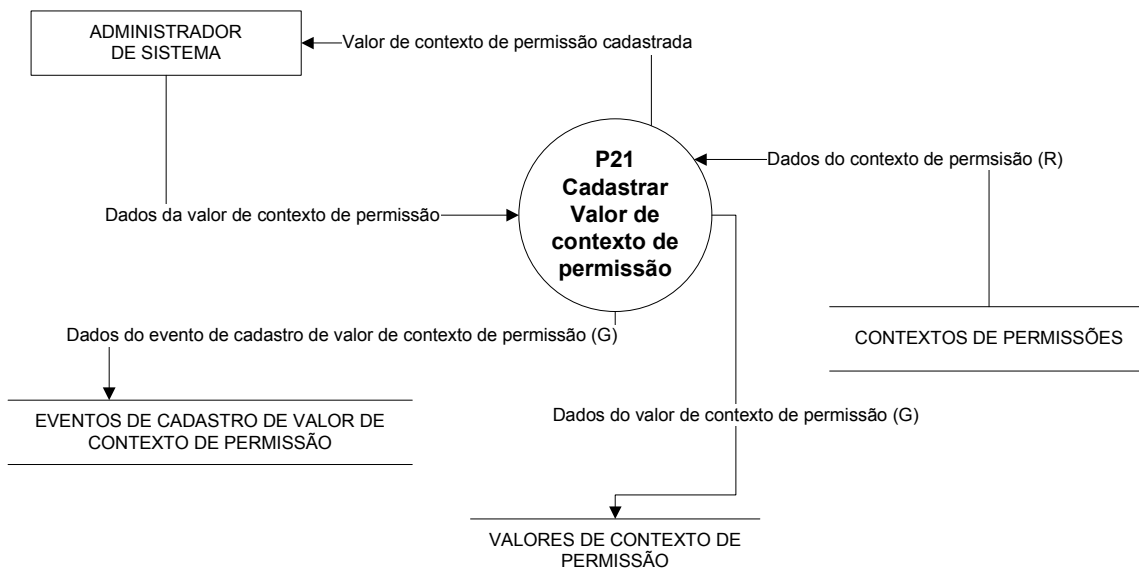 ADMINISTRADOR
DE SISTEMA
Valor de contexto de permissão cadastrada
P21
Cadastrar
Valor de
contexto de
permissão
Dados do contexto de permsisão (R)
Dados da valor de contexto de permissão
Dados do evento de cadastro de valor de contexto de permissão (G)
CONTEXTOS DE PERMISSÕES
EVENTOS DE CADASTRO DE VALOR DE
CONTEXTO DE PERMISSÃO
Dados do valor de contexto de permissão (G)
VALORES DE CONTEXTO DE
PERMISSÃO